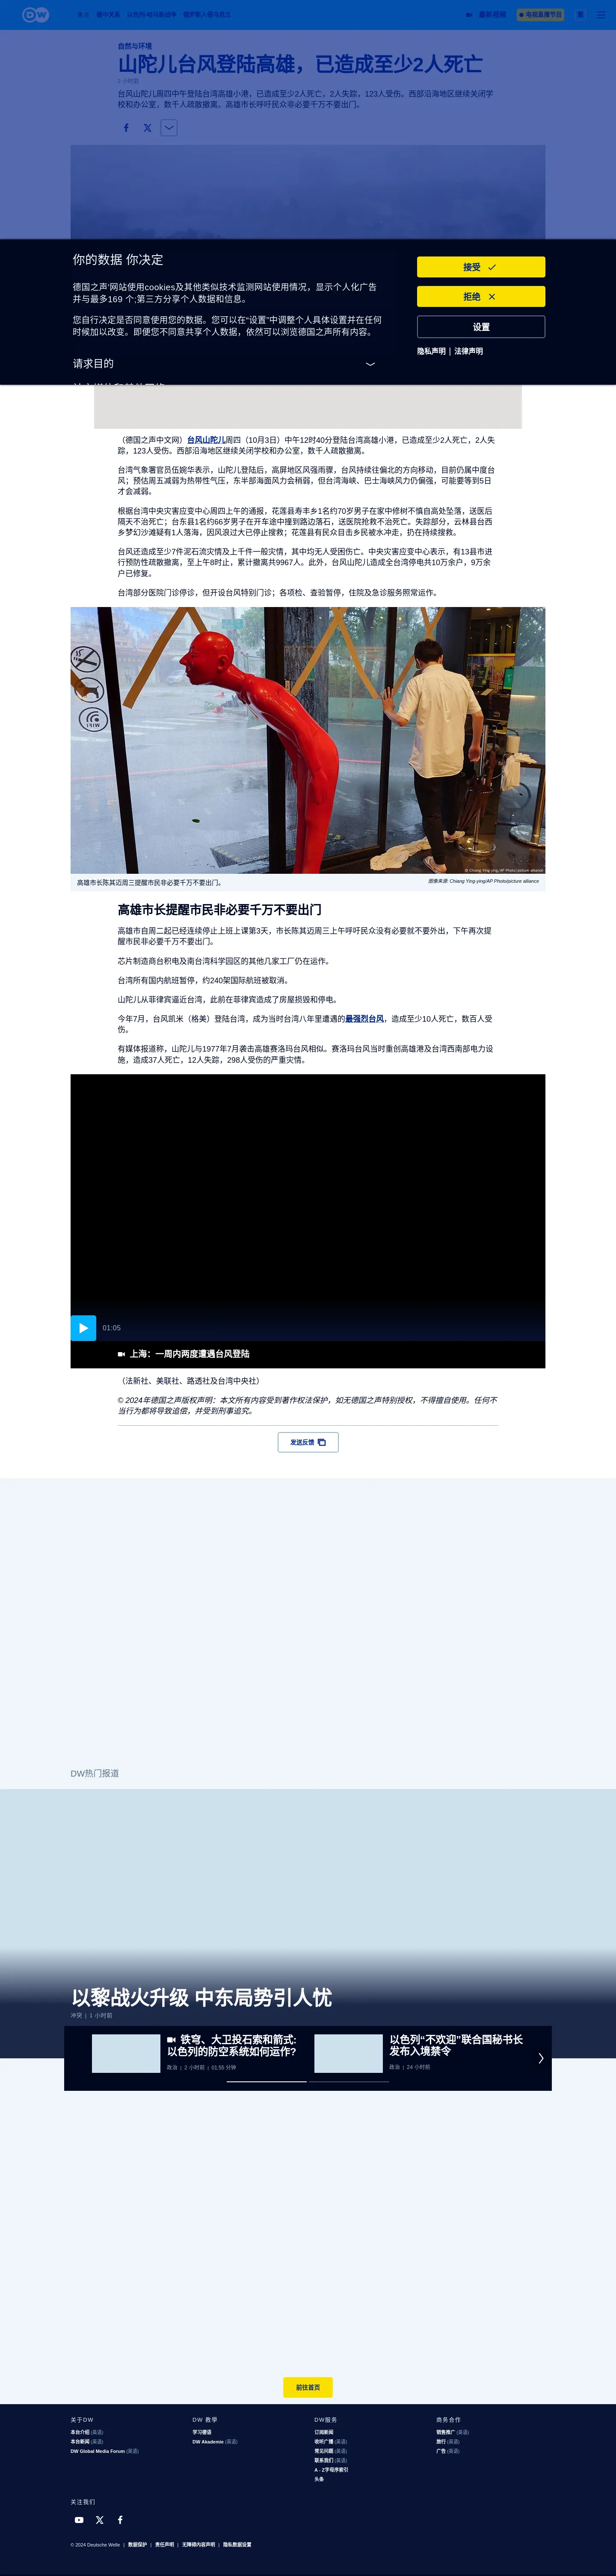 DW
德中关系
以色列-哈马斯战争
俄罗斯入侵乌克兰
最新视频
电视直播节目
自然与环境
山陀儿台风登陆高雄，已造成至少2人死亡
台风山陀儿周四中午登陆台湾高雄小港，已造成至少2人死亡，2人失踪，123人受伤。西部沿海地区继续关闭学
校和办公室，数千人疏散撤离。高雄市长呼吁民众非必要千万不要出门。
你的数据 你决定
德国之声'网站使用cookies及其他类似技术监测网站使用情况，显示个人化广告
并与最多169 个;第三方分享个人数据和信息。
您自行决定是否同意使用您的数据。您可以在“设置”中调整个人具体设置并在任何
时候加以改变。即便您不同意共享个人数据，依然可以浏览德国之声所有内容。
请求目的
接受
拒绝
设置
隐私声明 | 法律声明
（德国之声中文网）台风山陀儿周四（10月3日）中午12时40分登陆台湾高雄小港，已造成至少2人死亡，2人失
踪，123人受伤。西部沿海地区继续关闭学校和办公室，数千人疏散撤离。
台湾气象署官员伍婉华表示，山陀儿登陆后，高屏地区风强雨骤，台风持续往偏北的方向移动，目前仍属中度台
风；预估周五减弱为热带性气压，东半部海面风力会稍弱，但台湾海峡、巴士海峡风力仍偏强，可能要等到5日
才会减弱。
根据台湾中央灾害应变中心周四上午的通报，花莲县寿丰乡1名约70岁男子在家中修树不慎自高处坠落，送医后
隔天不治死亡；台东县1名约66岁男子在开车途中撞到路边落石，送医院抢救不治死亡。失踪部分，云林县台西
乡梦幻沙滩疑有1人落海，因风浪过大已停止搜救；花莲县有民众目击乡民被水冲走，扔在持续搜救。
台风还造成至少7件泥石流灾情及上千件一般灾情，其中均无人受困伤亡。中央灾害应变中心表示，有13县市进
行预防性疏散撤离，至上午8时止，累计撤离共9967人。此外，台风山陀儿造成全台湾停电共10万余户，9万余
户已修复。
台湾部分医院门诊停诊，但开设台风特别门诊；各项检、查验暂停，住院及急诊服务照常运作。
© Chiang Ying-ying/AP Photo/picture alliance
高雄市长陈其迈周三提醒市民非必要千万不要出门。
图像来源: Chiang Ying-ying/AP Photo/picture alliance
高雄市长提醒市民非必要千万不要出门
高雄市自周二起已经连续停止上班上课第3天，市长陈其迈周三上午呼吁民众没有必要就不要外出，下午再次提
醒市民非必要千万不要出门。
芯片制造商台积电及南台湾科学园区的其他几家工厂仍在运作。
台湾所有国内航班暂停，约240架国际航班被取消。
山陀儿从菲律宾逼近台湾，此前在菲律宾造成了房屋损毁和停电。
今年7月，台风凯米（格美）登陆台湾，成为当时台湾八年里遭遇的最强烈台风，造成至少10人死亡，数百人受
伤。
有媒体报道称，山陀儿与1977年7月袭击高雄赛洛玛台风相似。赛洛玛台风当时重创高雄港及台湾西南部电力设
施，造成37人死亡，12人失踪，298人受伤的严重灾情。
01:05
上海：一周内两度遭遇台风登陆
（法新社、美联社、路透社及台湾中央社）
© 2024年德国之声版权声明：本文所有内容受到著作权法保护，如无德国之声特别授权，不得擅自使用。任何不
当行为都将导致追偿，并受到刑事追究。
发送反馈
DW热门报道
以黎战火升级 中东局势引人忧
冲突 | 1 小时前
铁穹、大卫投石索和箭式:
以色列的防空系统如何运作?
政治 | 2 小时前 | 01:55 分钟
以色列“不欢迎”联合国秘书长
发布入境禁令
政治 | 24 小时前
前往首页
关于DW
本台介绍 (英语)
本台新闻 (英语)
DW Global Media Forum (英语)
DW 教學
学习德语
DW Akademie (英语)
DW服务
订阅新闻
收听广播 (英语)
常见问题 (英语)
联系我们 (英语)
A - Z字母序索引
头条
商务合作
销售推广 (英语)
旅行 (英语)
广告 (英语)
关注我们
© 2024 Deutsche Welle | 数据保护 | 责任声明 | 无障碍内容声明 | 隐私数据设置